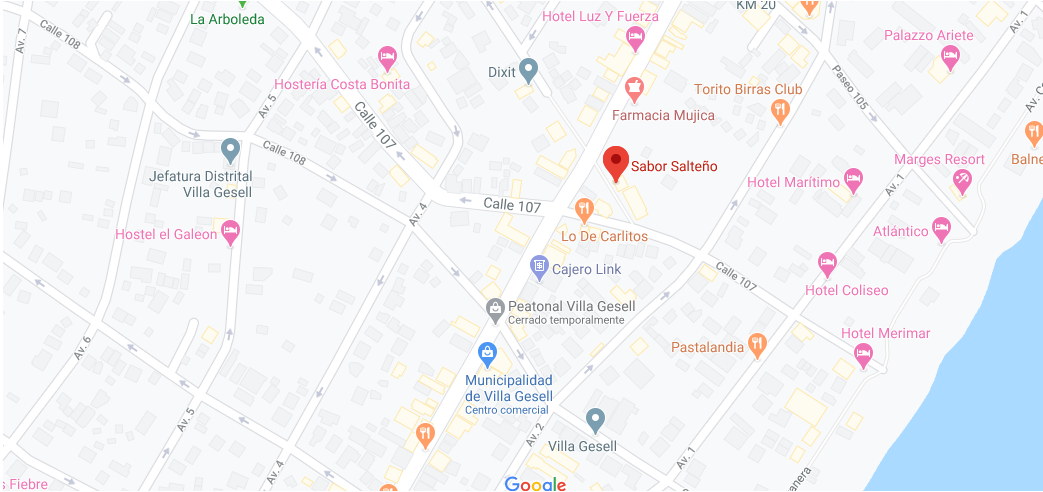 KM 20
La Arboleda
Hotel Luz Y Fuerza
Av. 7
Calle 108
Palazzo Ariete
Dixit
Hostería Costa Bonita
Torito Birras Club
Paseo 105
Av. 5
Farmacia Mujica
Calle 107
Calle 108
Marges Resort
Balne
Sabor Salteño
Jefatura Distrital
Villa Gesell
Hotel Marítimo
Av. 1
Calle 107
Av. 4
Hostel el Galeon
Lo De Carlitos
Atlántico
Cajero Link
Calle 107
Hotel Coliseo
Peatonal Villa Gesell
Cerrado temporalmente
Hotel Merimar
Av. 6
Pastalandia
Municipalidad
de Villa Gesell
Centro comercial
Av. 5
Av. 2
Villa Gesell
Av. 1
Av. 4
anera
s Fiebre
Google